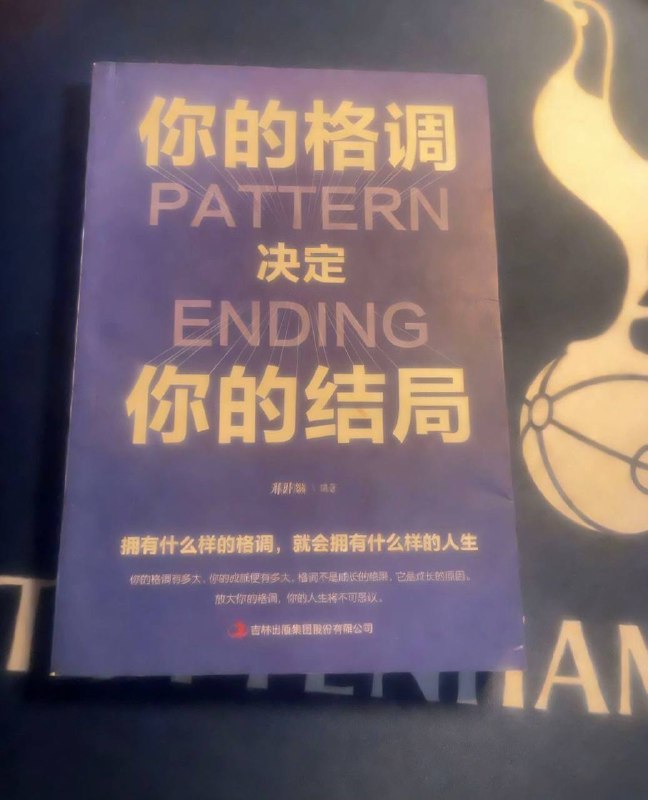 你的格调
PATTERN
决定
ENDING
你的结局
编著
拥有什么样的格调，就会拥有什么样的人生
你的格调有多大，你的成就便有多大。格调不是成长的结果，它是成长的原因。
放大你的格调，你的人生将不可思议。
吉林出版集团股份有限公司